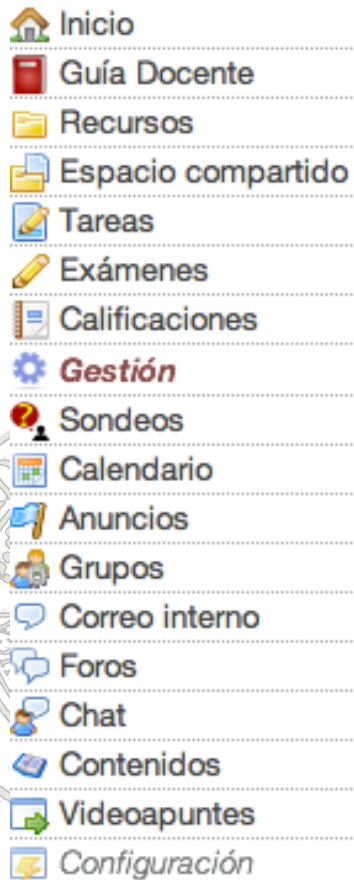 Inicio
Guía Docente
Recursos
Espacio compartido
Tareas
Exámenes
Calificaciones
Gestión
Sondeos
Calendario
Anuncios
Grupos
Correo interno
Foros
Chat
Contenidos
Videoapuntes
Configuración